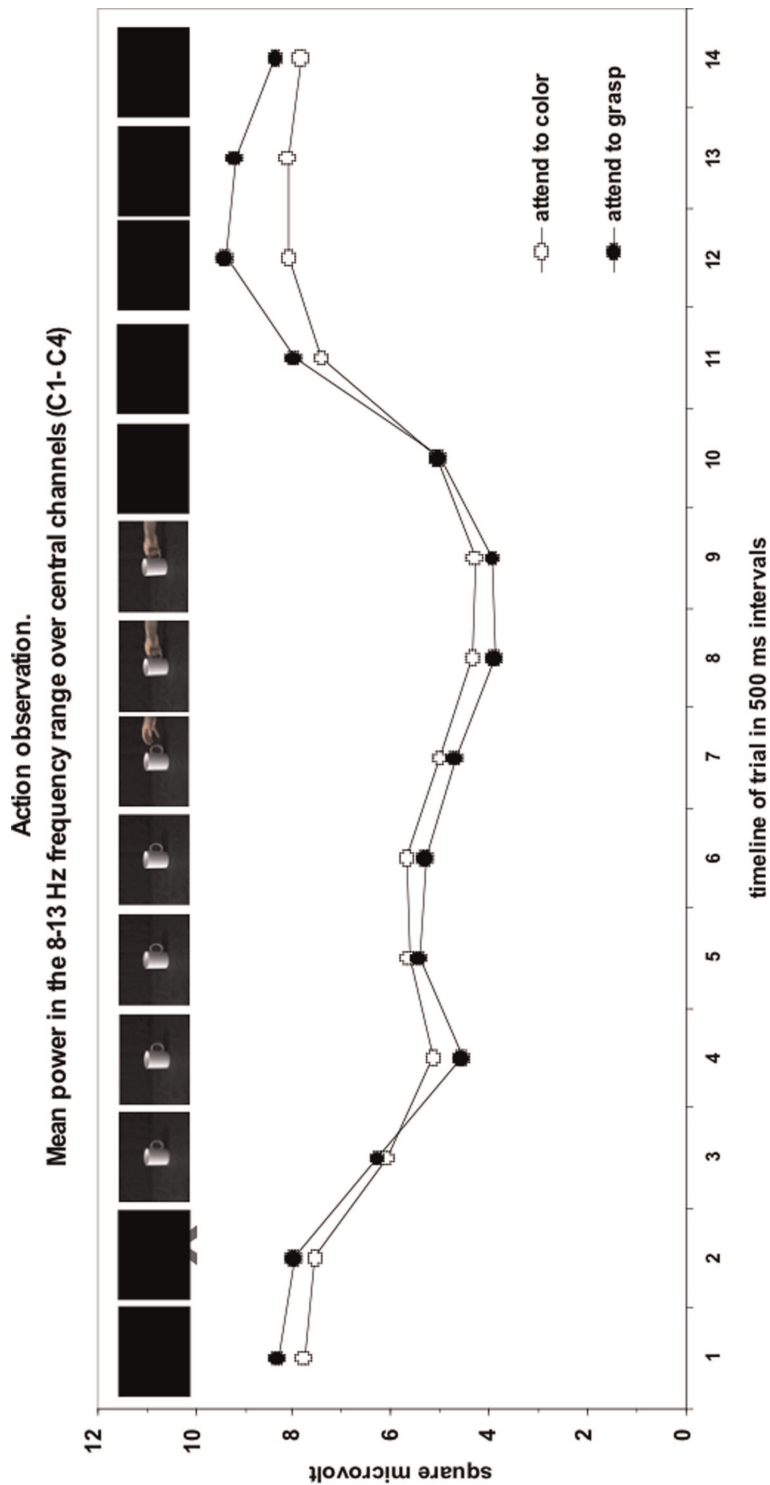 Action observation.
Mean power in the 8-13 Hz frequency range over central channels (C1- C4)
12
10
8
6
4
2
0
square microvolt
attend to color
attend to grasp
1 2 3 4 5 6 7 8 9 10 11 12 13 14
timeline of trial in 500 ms intervals